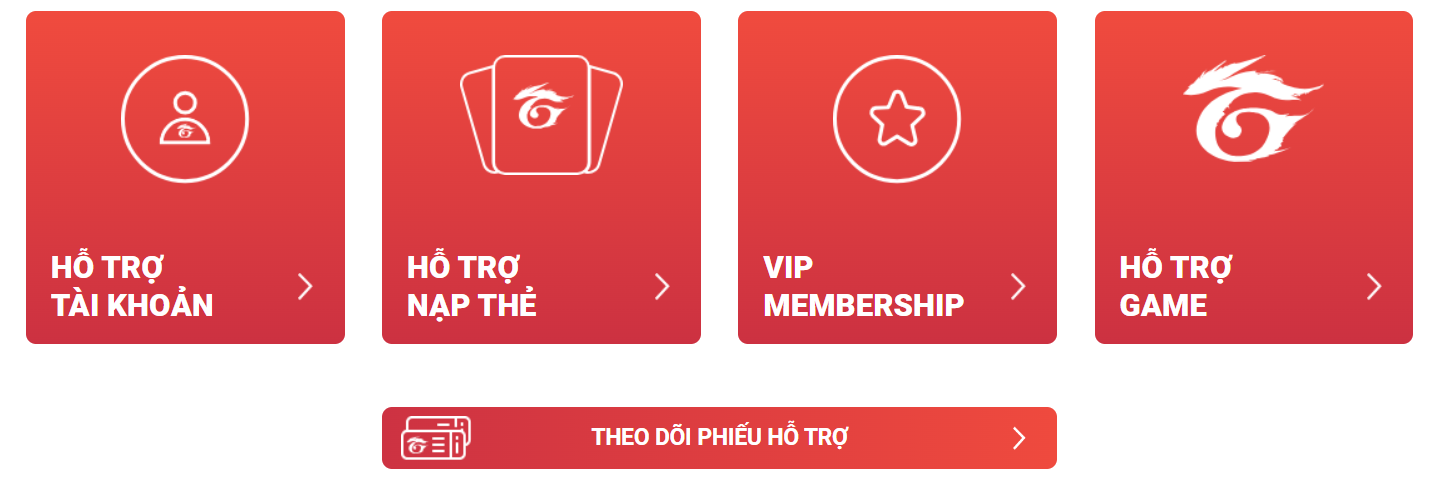 HỖ TRỢ
TÀI KHOẢN
HỖ TRỢ
NẠP THẺ
VIP
MEMBERSHIP
HỖ TRỢ
GAME
THEO DÕI PHIẾU HỖ TRỢ